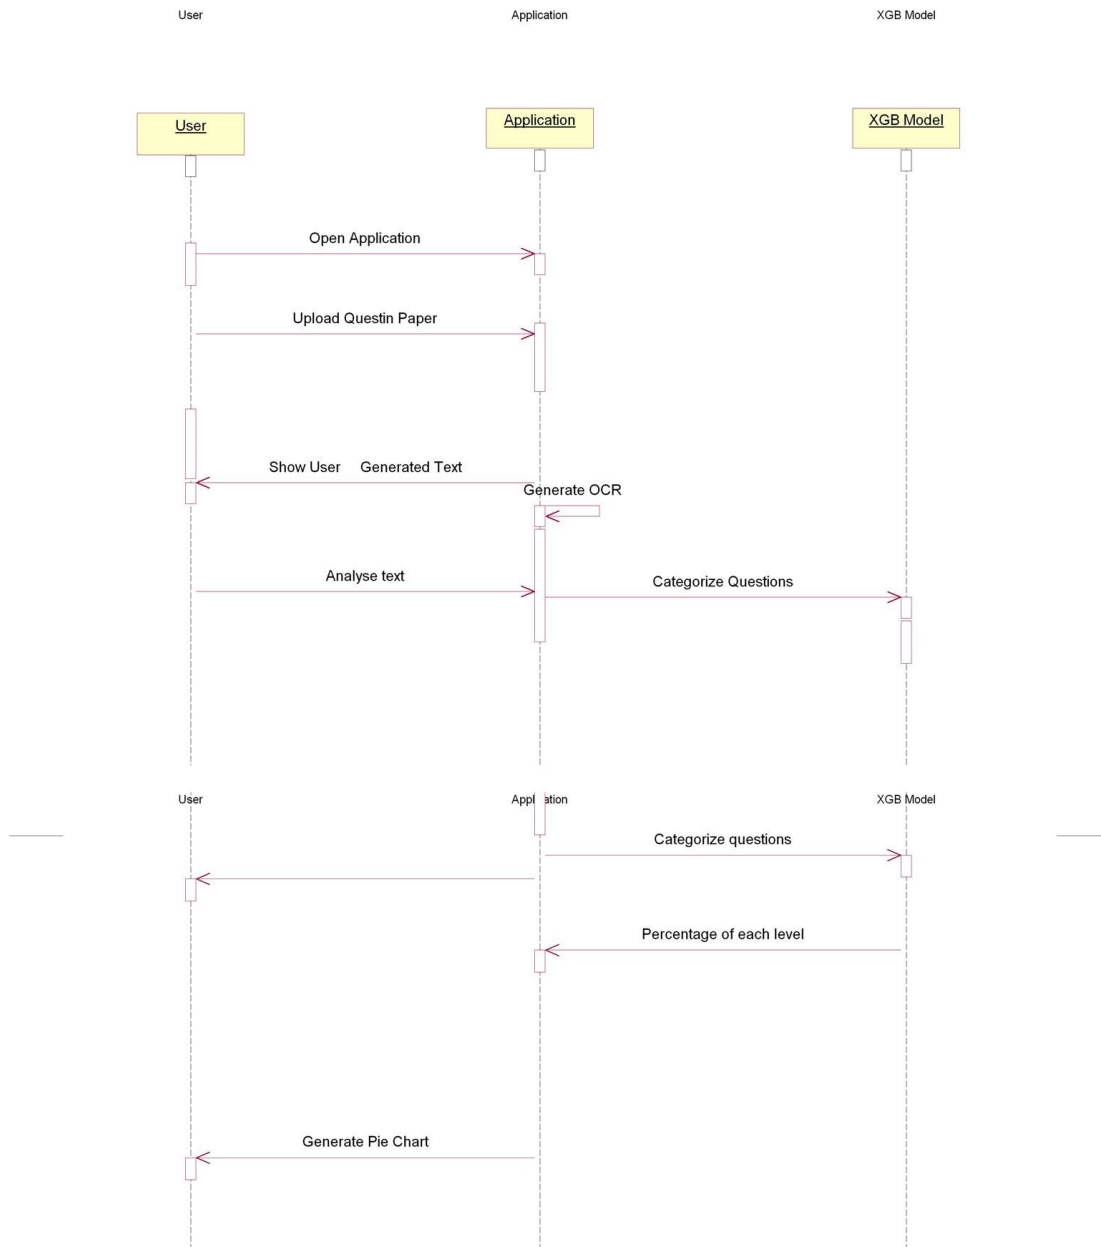 User Application XGB Model
User Application XGB Model
Open Application
Upload Questin Paper
Show User Generated Text
Generate OCR
Analyse text
Categorize Questions
User Application XGB Model
Categorize questions
Percentage of each level
Generate Pie Chart